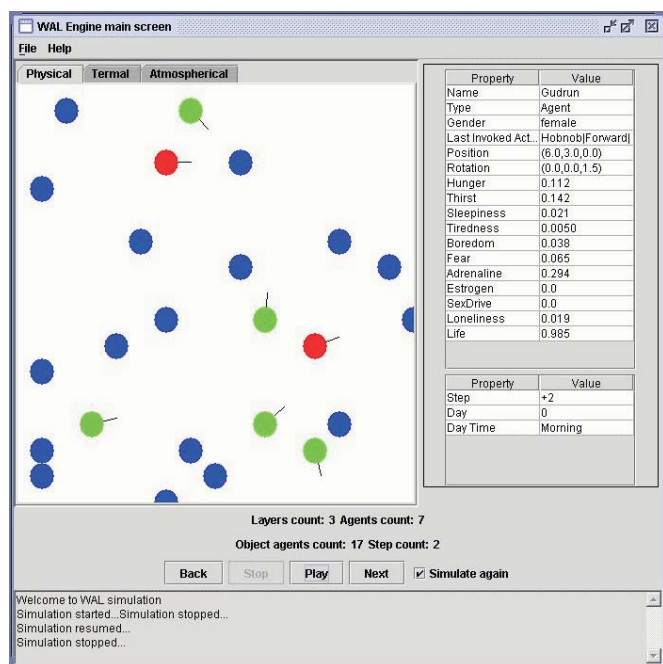 WAL Engine main screen
File Help
Physical Termal Atmospherical
Property Value
Name Gudrun
Type Agent
Gender female
Last Invoked Act... Hobnob|Forward|
Position (6.0,3.0,0.0)
Rotation (0.0,0.0,1.5)
Hunger 0.112
Thirst 0.142
Sleepiness 0.021
Tiredness 0.0050
Boredom 0.038
Fear 0.065
Adrenaline 0.294
Estrogen 0.0
SexDrive 0.0
Loneliness 0.019
Life 0.985
Property Value
Step +2
Day 0
Day Time Morning
Layers count: 3 Agents count: 7
Object agents count: 17 Step count: 2
Back Stop Play Next Simulate again
Welcome to WAL simulation
Simulation started...Simulation stopped...
Simulation resumed...
Simulation stopped...